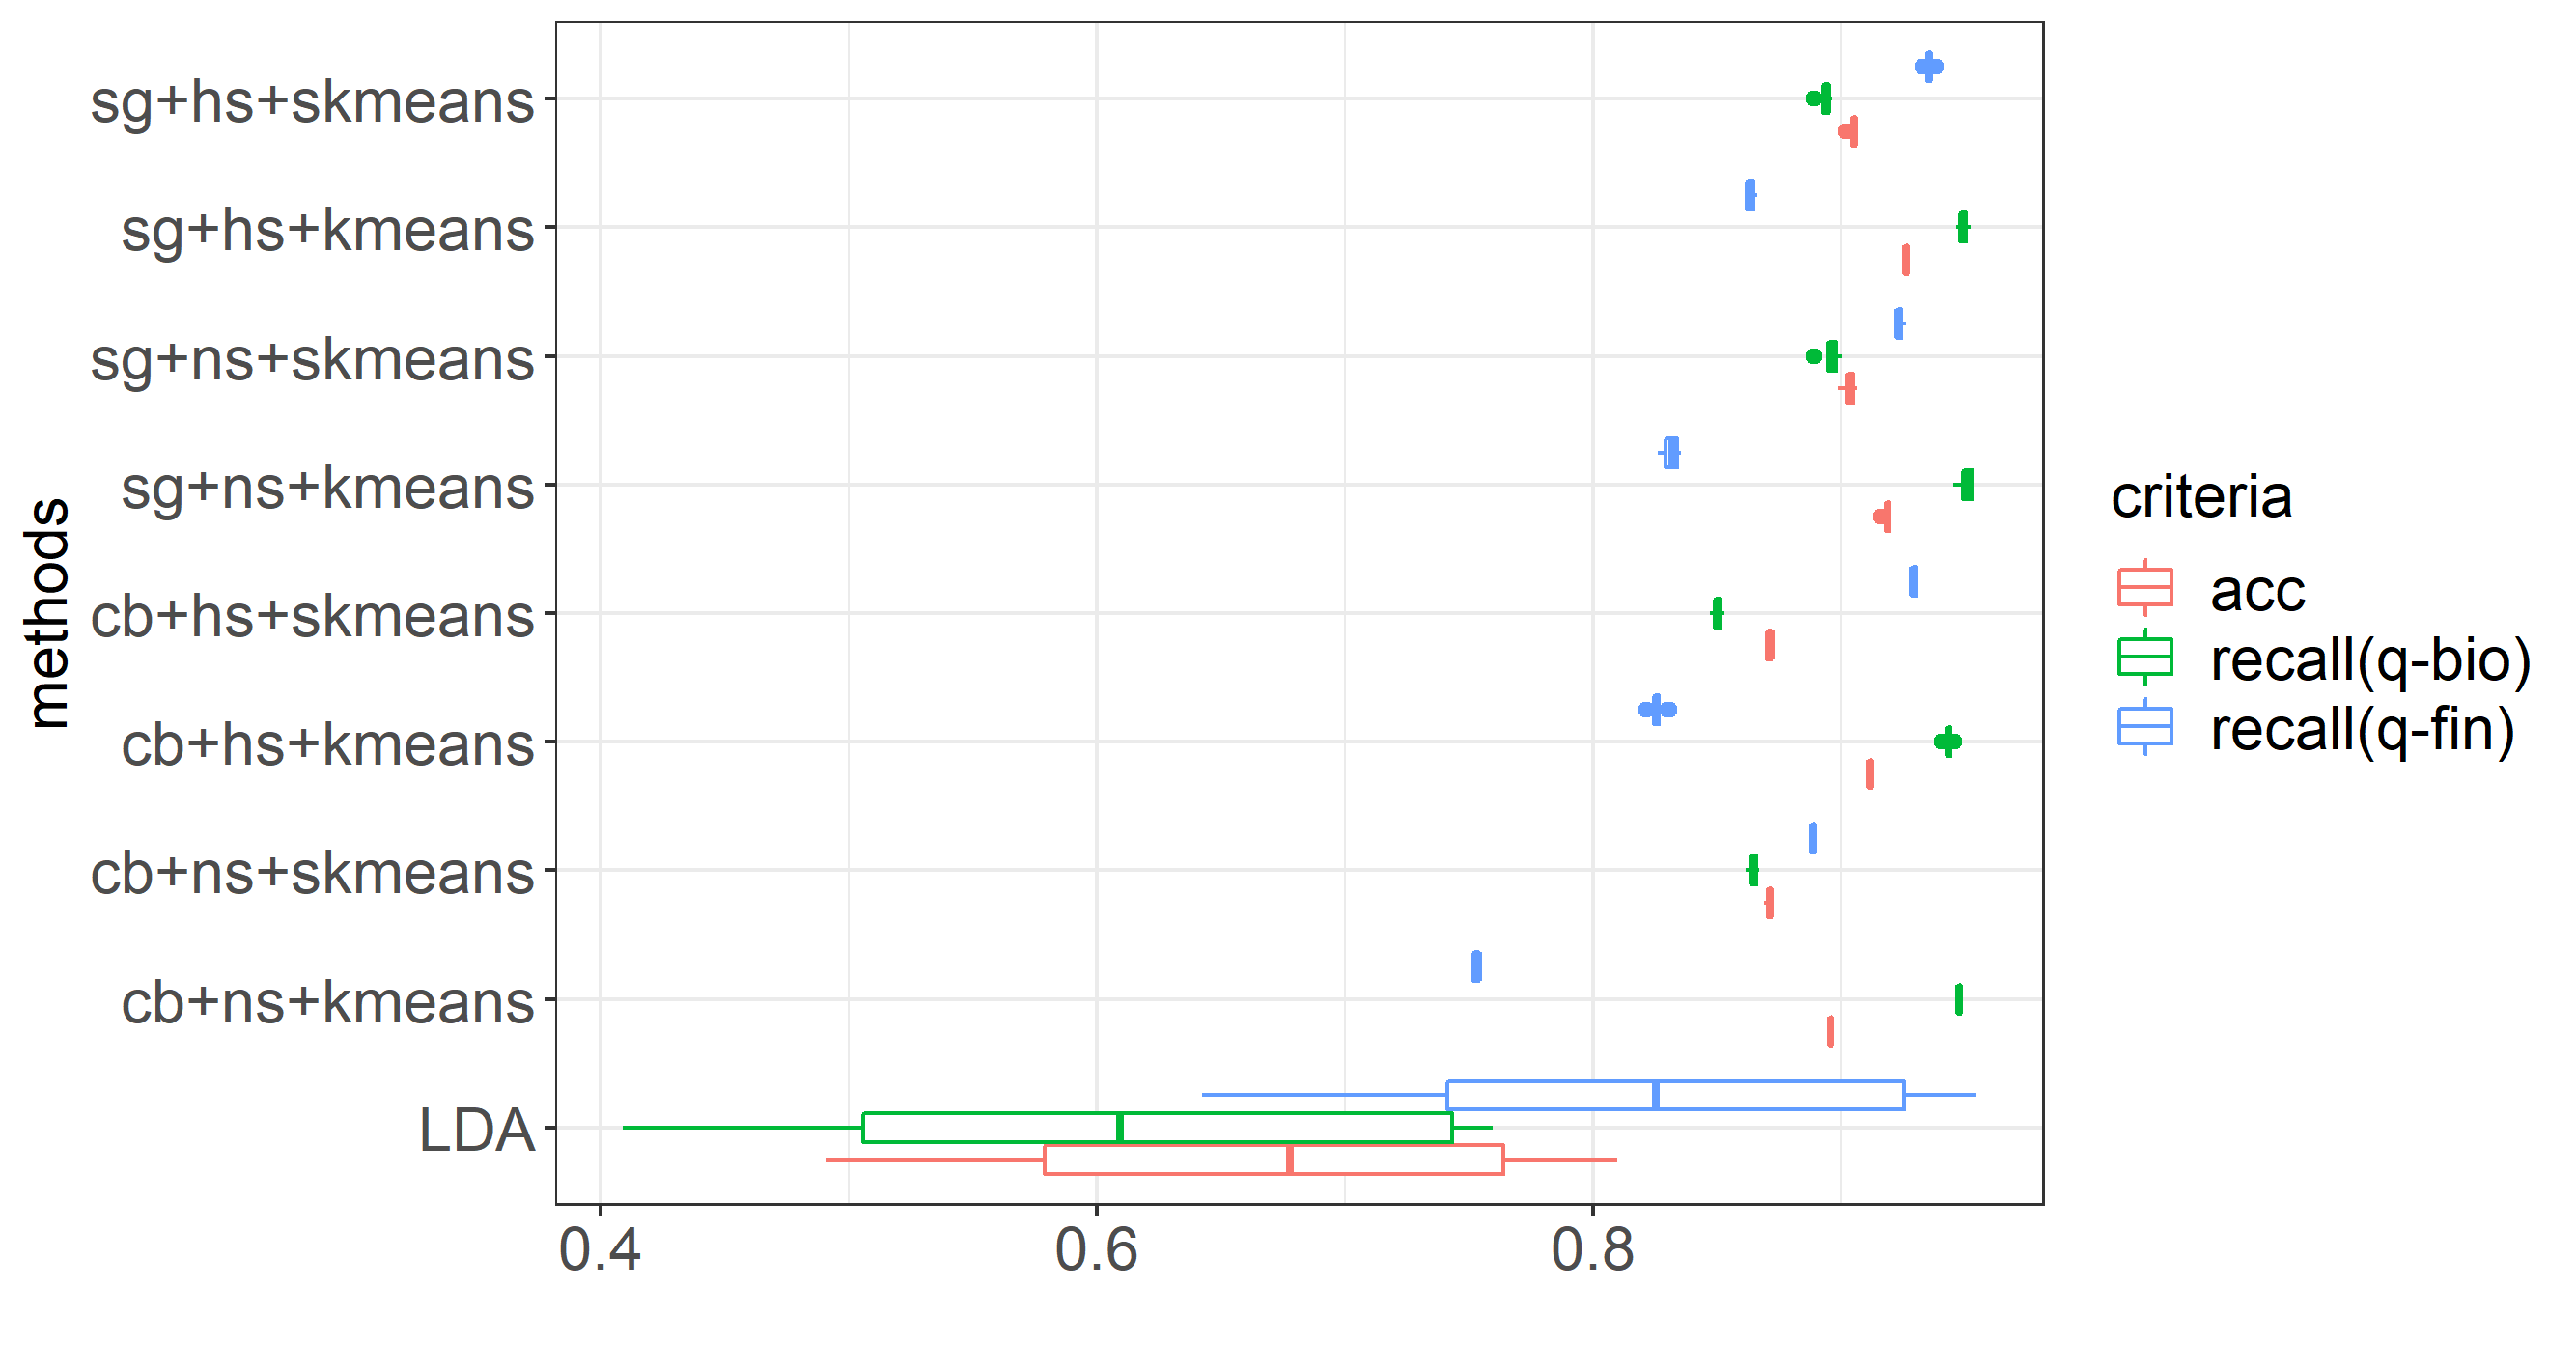 methods
sg+hs+skmeans
sg+hs+kmeans
sg+ns+skmeans
sg+ns+kmeans
cb+hs+skmeans
cb+hs+kmeans
cb+ns+skmeans
cb+ns+kmeans
LDA
0.4 0.6 0.8
criteria
acc
recall(q-bio)
recall(q-fin)